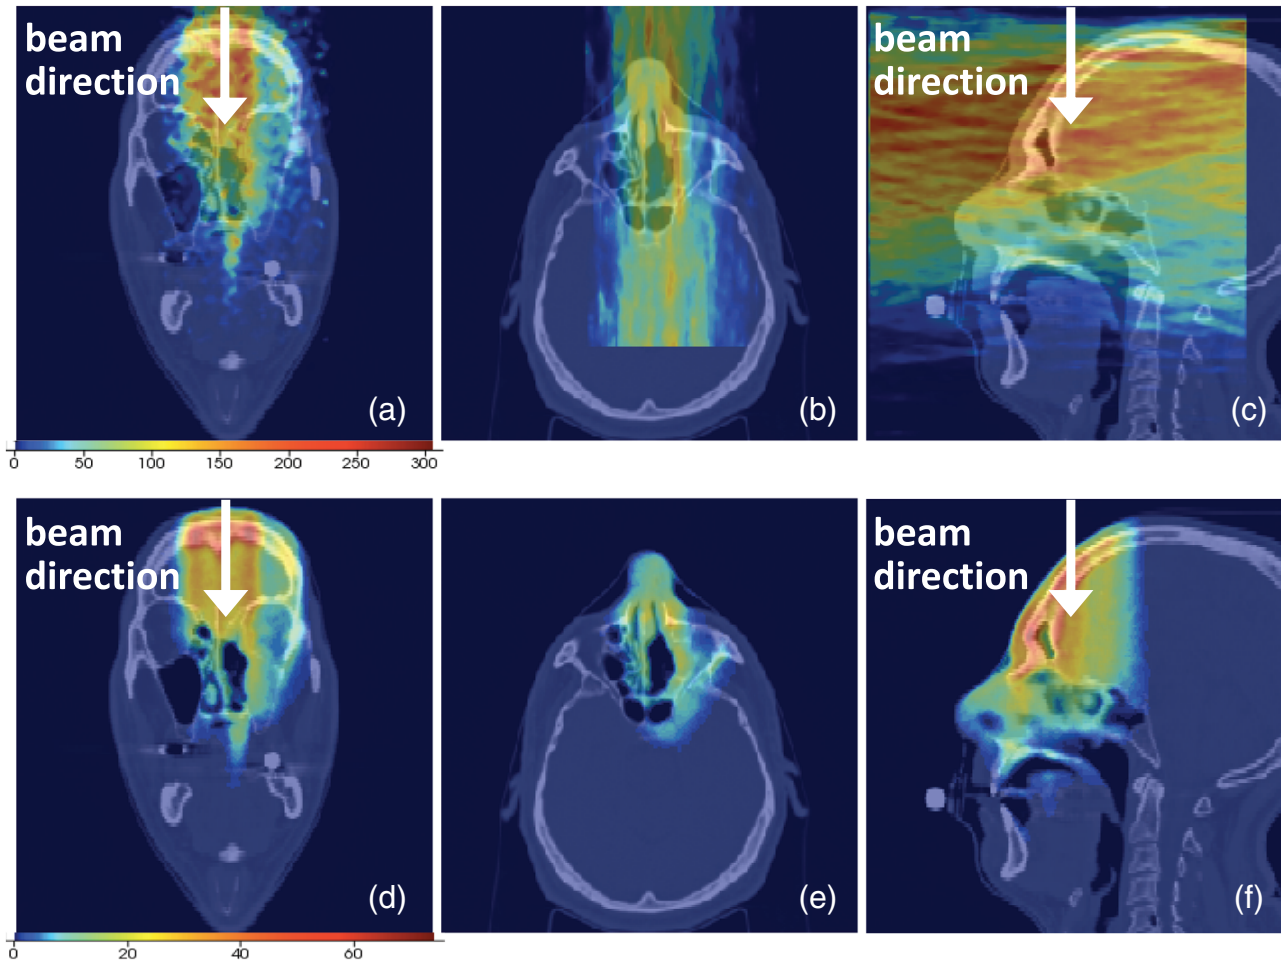 beam
direction
beam
direction
(a)
(b)
(c)
0 50 100 150 200 250 300
beam
direction
beam
direction
(d)
(e)
(f)
0 20 40 60